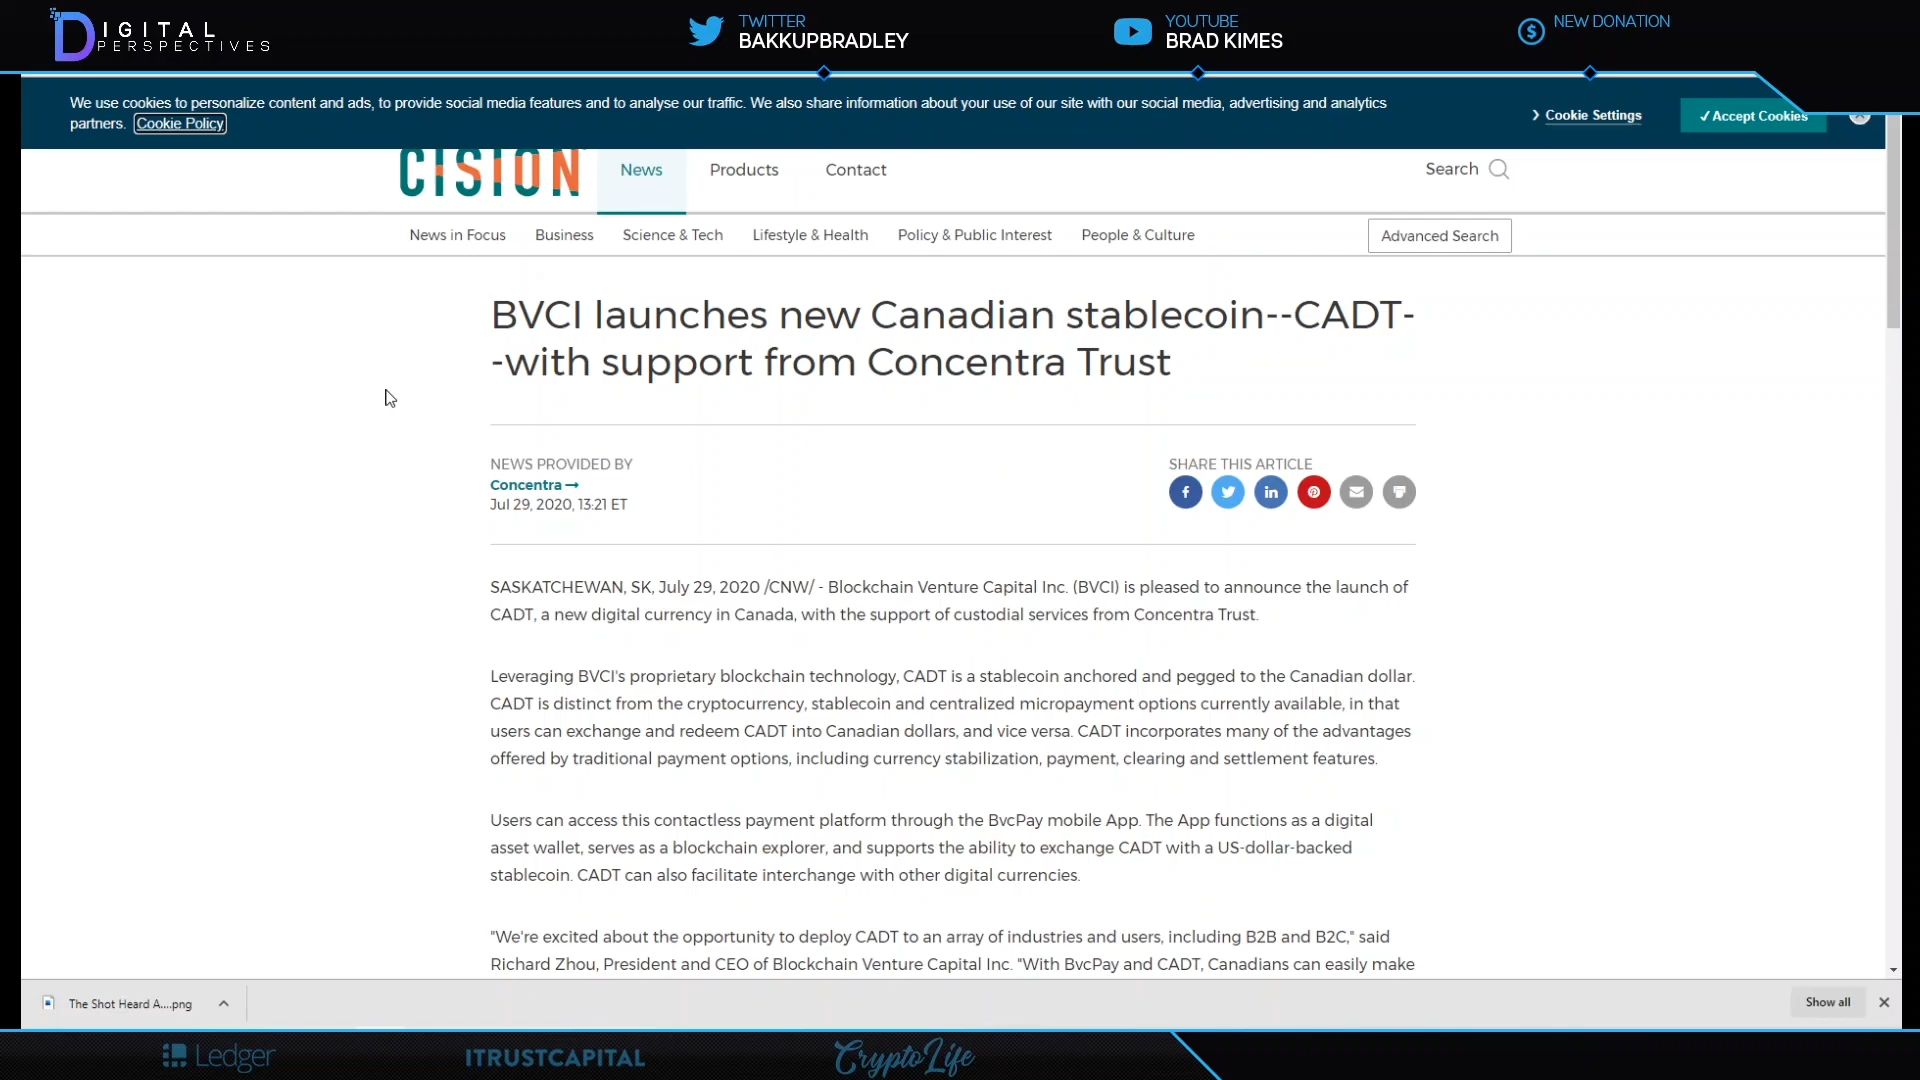 DIGITAL
PERSPECTIVES
TWITTER
BAKKUPBRADLEY
YOUTUBE
BRAD KIMES
NEW DONATION
We use cookies to personalize content and ads, to provide social media features and to analyse our traffic. We also share information about your use of our site with our social media, advertising and analytics
partners. Cookie Policy
Cookie Settings
✓Accept Cookies
CISION
News
Products
Contact
Search
News in Focus
Business
Science & Tech
Lifestyle & Health
Policy & Public Interest
People & Culture
Advanced Search
BVCI launches new Canadian stablecoin--CADT-
-with support from Concentra Trust
NEWS PROVIDED BY
Concentra→
Jul 29, 2020, 13:21 ET
SHARE THIS ARTICLE
SASKATCHEWAN, SK, July 29, 2020 /CNW/ - Blockchain Venture Capital Inc. (BVCI) is pleased to announce the launch of
CADT, a new digital currency in Canada, with the support of custodial services from Concentra Trust.
Leveraging BVCI's proprietary blockchain technology, CADT is a stablecoin anchored and pegged to the Canadian dollar.
CADT is distinct from the cryptocurrency, stablecoin and centralized micropayment options currently available, in that
users can exchange and redeem CADT into Canadian dollars, and vice versa. CADT incorporates many of the advantages
offered by traditional payment options, including currency stabilization, payment, clearing and settlement features.
Users can access this contactless payment platform through the BvcPay mobile App. The App functions as a digital
asset wallet, serves as a blockchain explorer, and supports the ability to exchange CADT with a US-dollar-backed
stablecoin. CADT can also facilitate interchange with other digital currencies.
"We're excited about the opportunity to deploy CADT to an array of industries and users, including B2B and B2C," said
Richard Zhou, President and CEO of Blockchain Venture Capital Inc. "With BvcPay and CADT, Canadians can easily make
The Shot Heard A....png
Show all
Ledger
ITRUSTCAPITAL
CryptoLife